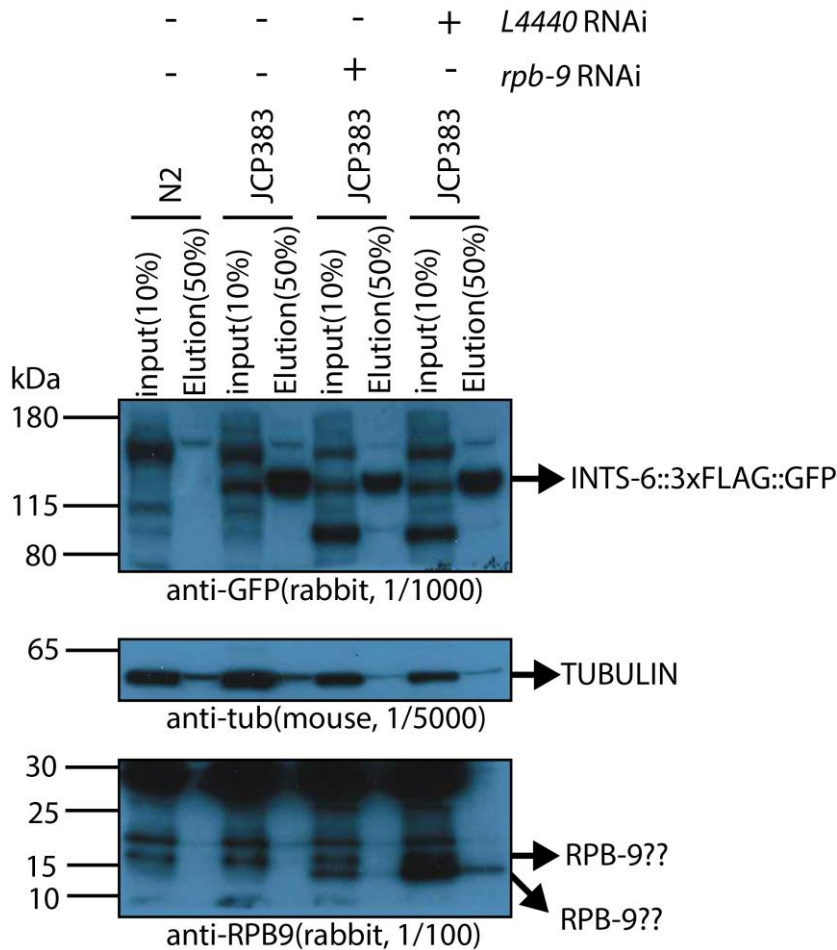 - - - + L4440 RNAi
- - + - rpb-9 RNAi
N2
JCP383
JCP383
JCP383
input(10%)
Elution(50%)
input(10%)
Elution(50%)
input(10%)
Elution(50%)
input(10%)
Elution(50%)
kDa
180
115
80
INTS-6::3xFLAG::GFP
anti-GFP(rabbit, 1/1000)
65
TUBULIN
anti-tub(mouse, 1/5000)
30
25
15
10
RPB-9??
RPB-9??
anti-RPB9(rabbit, 1/100)